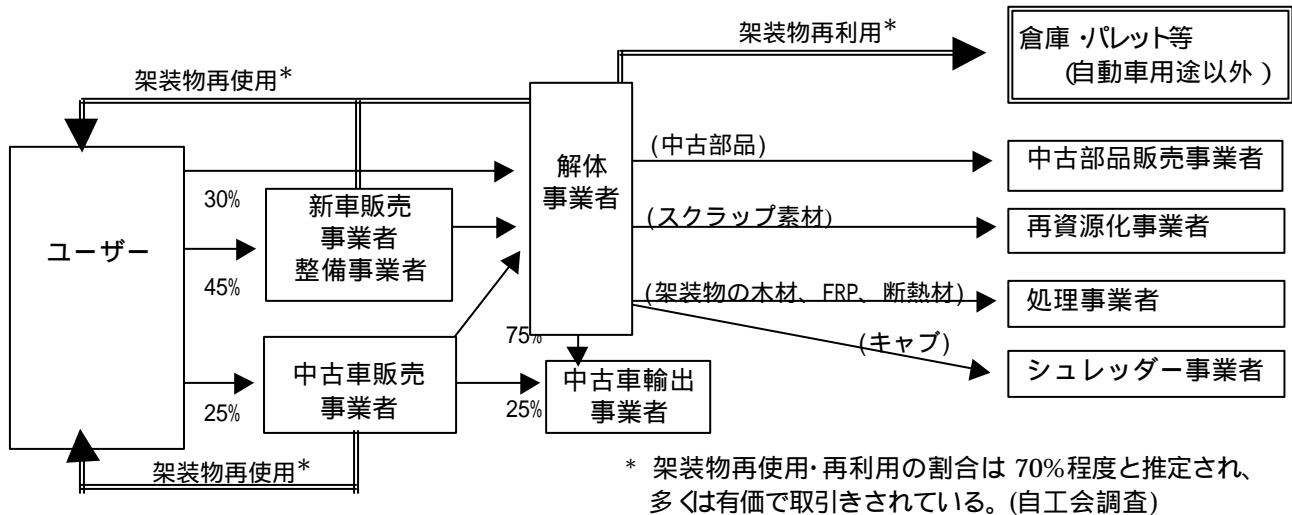 架装物再利用*
倉庫・パレット等
(自動車用途以外)
架装物再使用*
ユーザー
30%
45%
25%
新車販売
事業者
整備事業者
中古車販売
事業者
解体
事業者
75%
25%
中古車輸出
事業者
(中古部品)
中古部品販売事業者
(スクラップ素材)
再資源化事業者
(架装物の木材、FRP、断熱材)
処理事業者
(キャブ)
シュレッダー事業者
架装物再使用*
* 架装物再使用・再利用の割合は 70%程度と推定され、
多くは有価で取引きされている。(自工会調査)